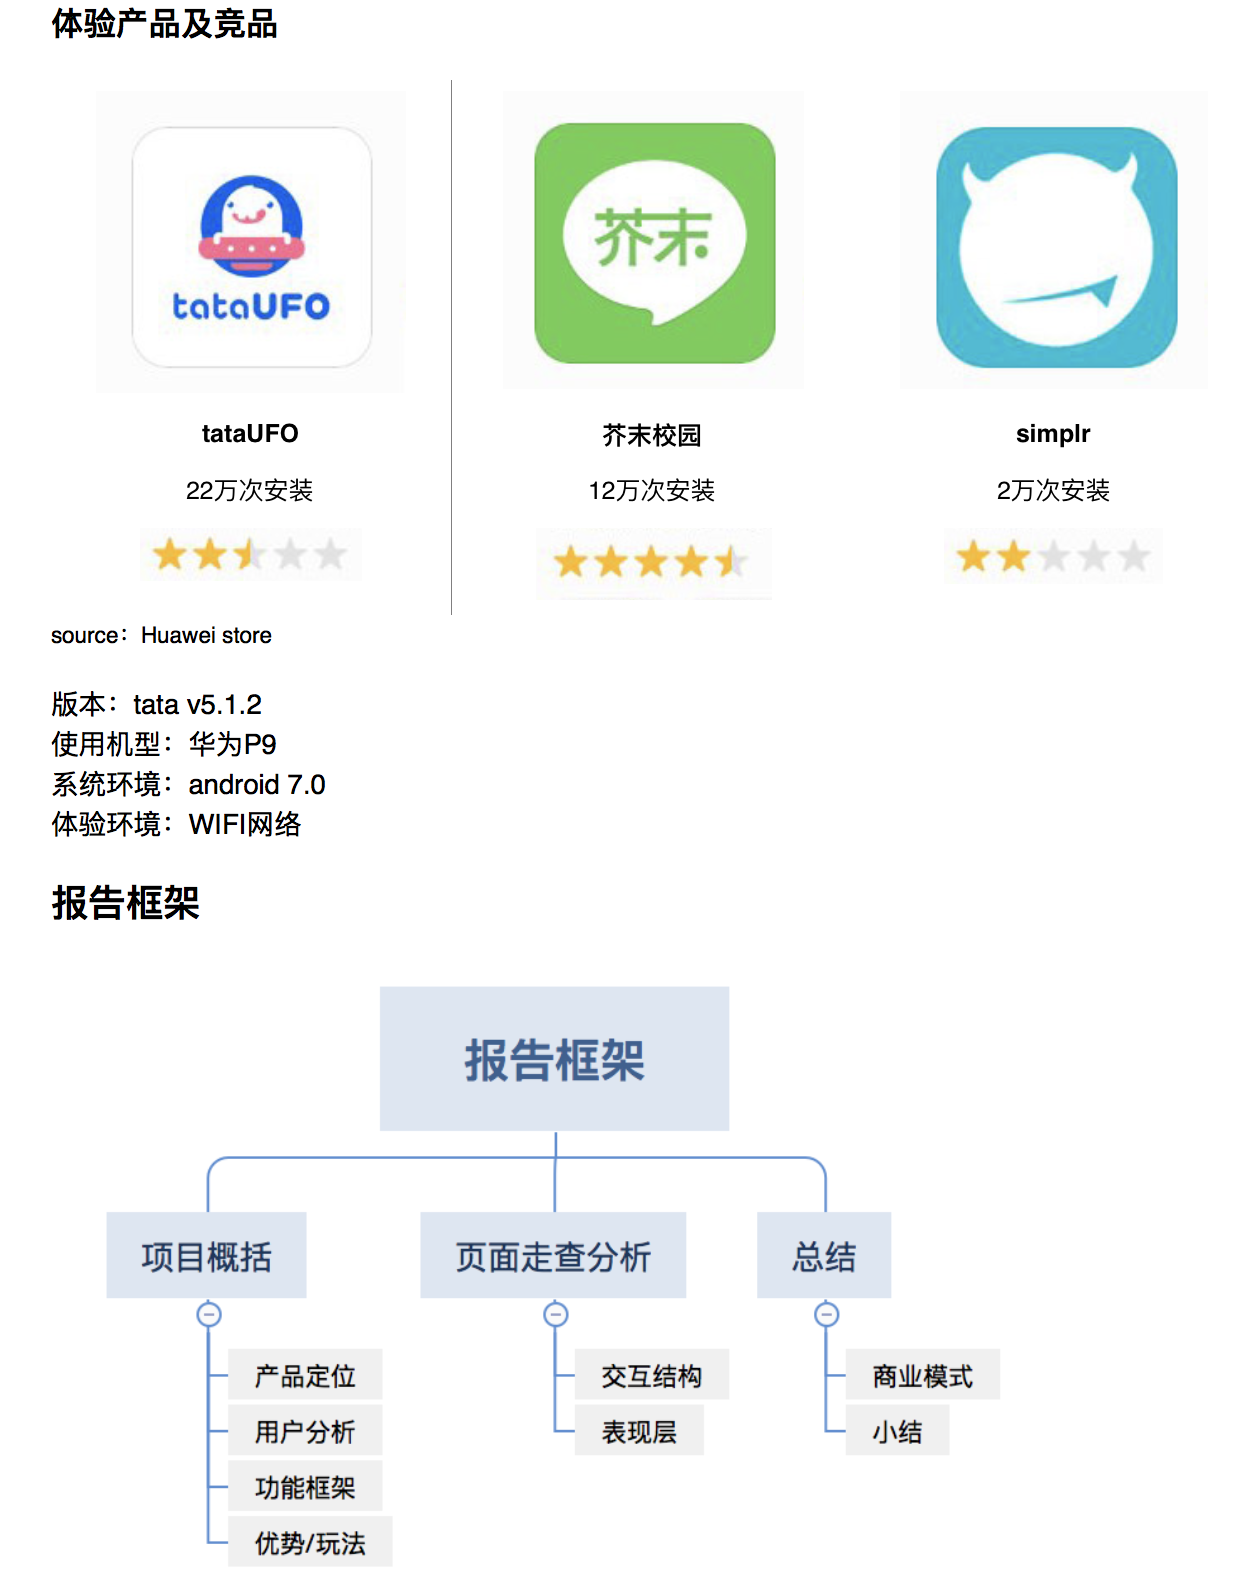 体验产品及竞品
tataUFO
芥末
tataUFO
芥末校园
simplr
22万次安装
12万次安装
2万次安装
source：Huawei store
版本：tata v5.1.2
使用机型：华为P9
系统环境：android 7.0
体验环境：WIFI网络
报告框架
报告框架
项目概括
页面走查分析
总结
产品定位
用户分析
功能框架
优势/玩法
交互结构
表现层
商业模式
小结